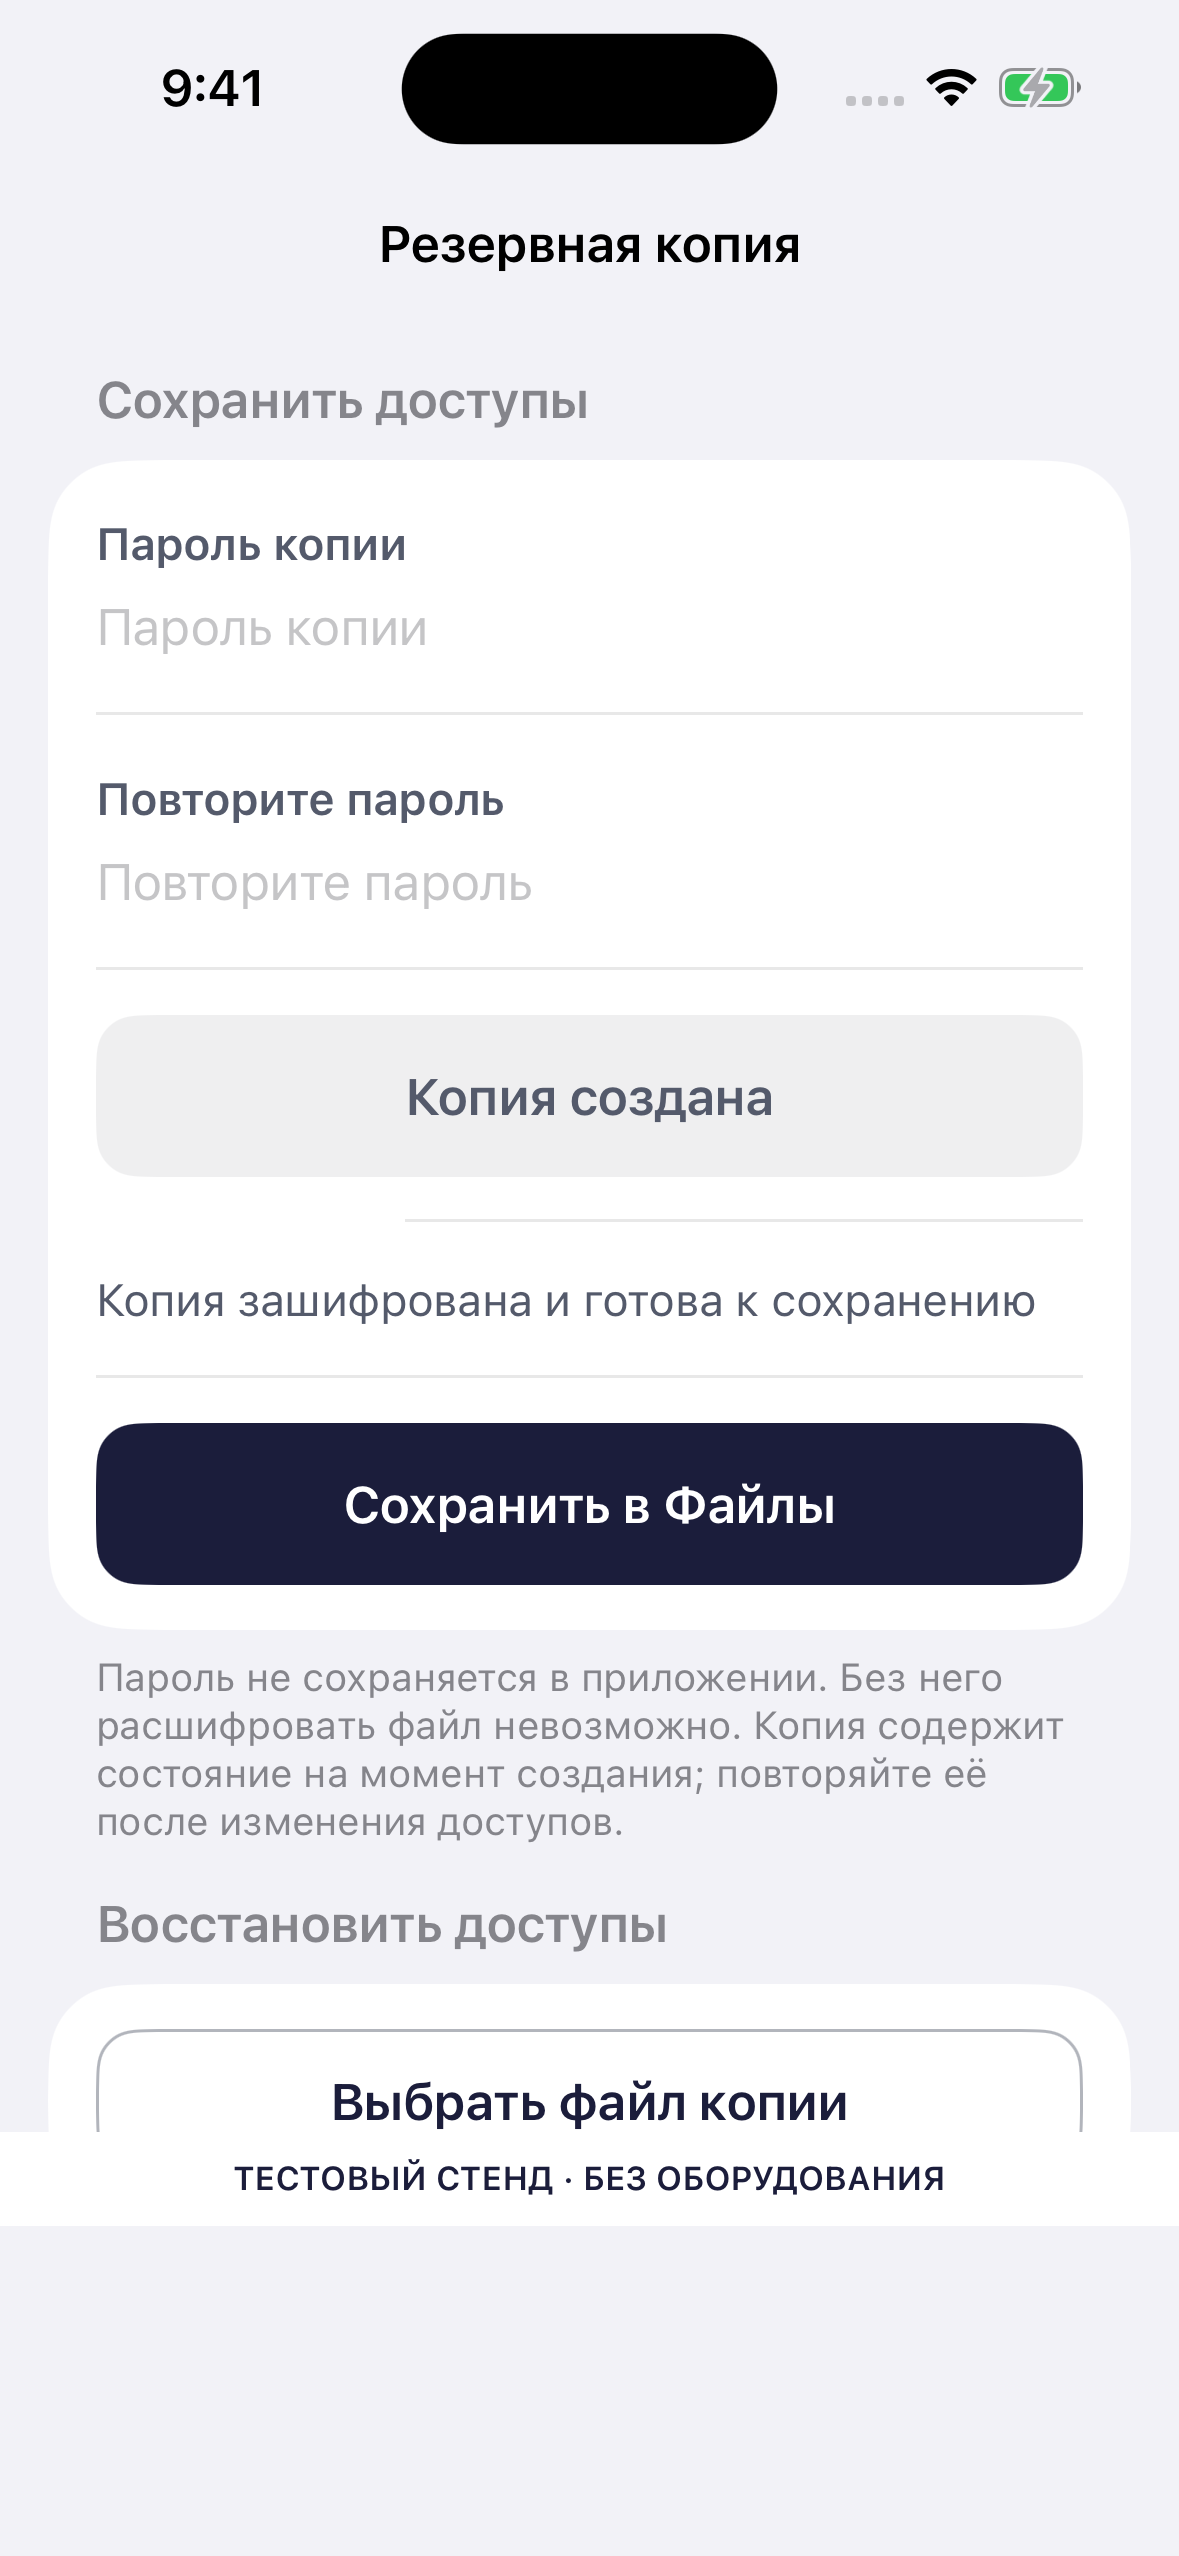 9:41
Резервная копия
Сохранить доступы
Пароль копии
Пароль копии
Повторите пароль
Повторите пароль
Копия создана
Копия зашифрована и готова к сохранению
Сохранить в Файлы
Пароль не сохраняется в приложении. Без него
расшифровать файл невозможно. Копия содержит
состояние на момент создания; повторяйте её
после изменения доступов.
Восстановить доступы
Выбрать файл копии
ТЕСТОВЫЙ СТЕНД · БЕЗ ОБОРУДОВАНИЯ